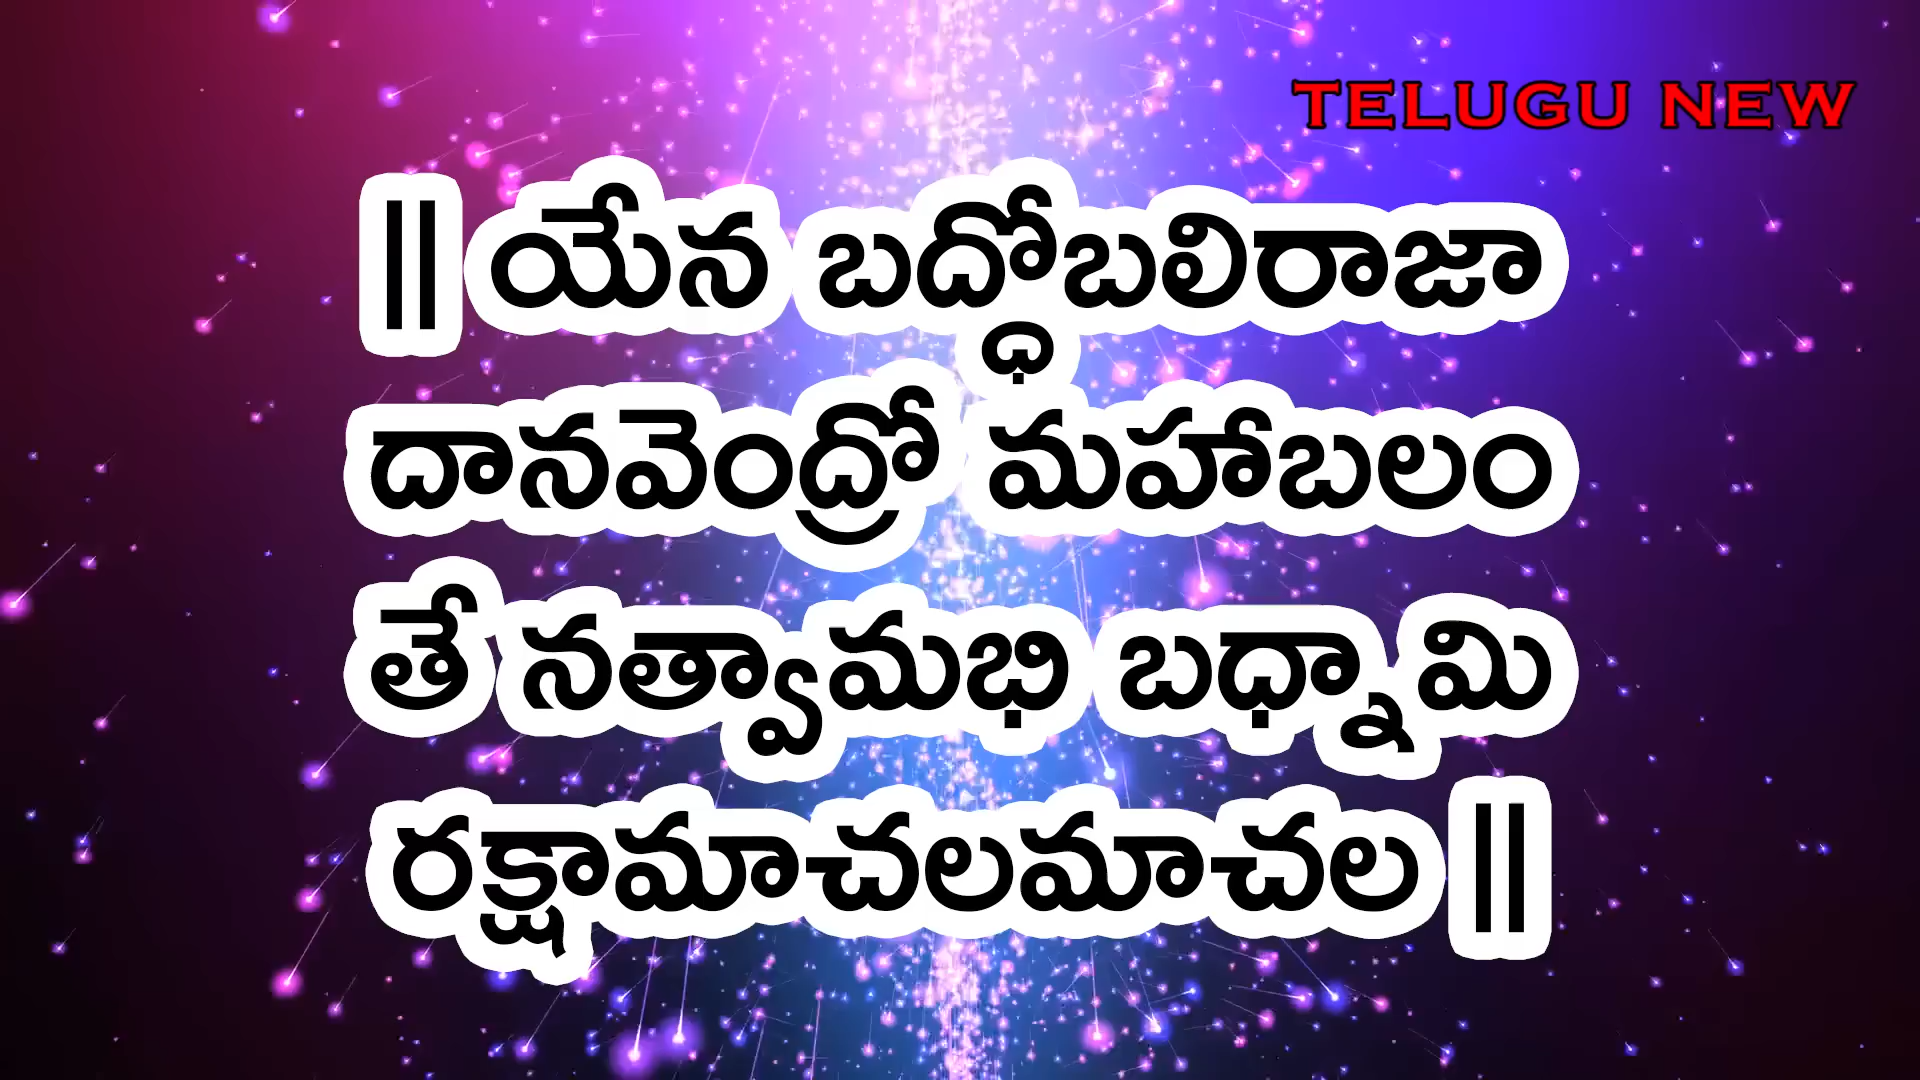 TELUGU NEW
|| యేన బద్ధోబలిరాజా
దానవెంద్రో మహాబలం
తే నత్వామభి బధ్నామి
రక్షామాచలమాచల ||